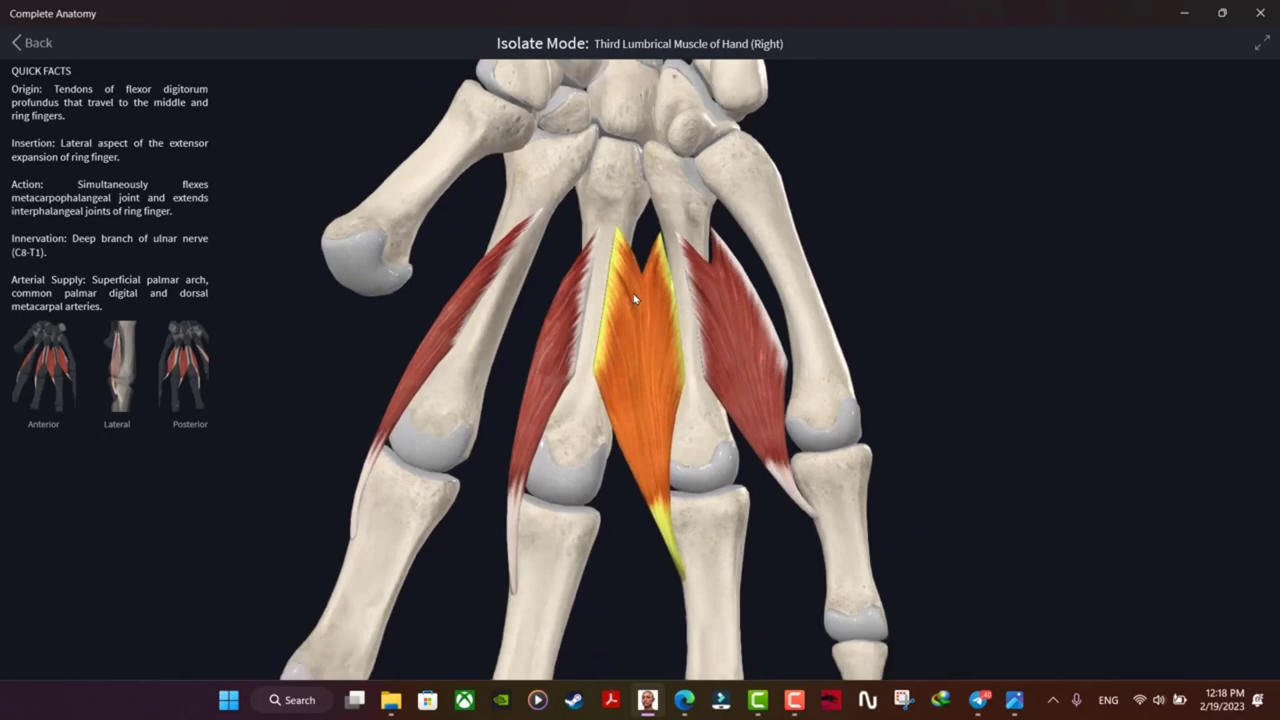 Complete Anatomy
Back
Isolate Mode: Third Lumbrical Muscle of Hand (Right)
QUICK FACTS
Origin: Tendons of flexor digitorum
profundus that travel to the middle and
ring fingers.
Insertion: Lateral aspect of the extensor
expansion of ring finger.
Action: Simultaneously flexes
metacarpophalangeal joint and extends
interphalangeal joints of ring finger.
Innervation: Deep branch of ulnar nerve
(C8-T1).
Arterial Supply: Superficial palmar arch,
common palmar digital and dorsal
metacarpal arteries.
Anterior Lateral Posterior
Search
40
ENG
12:18 PM
2/19/2023